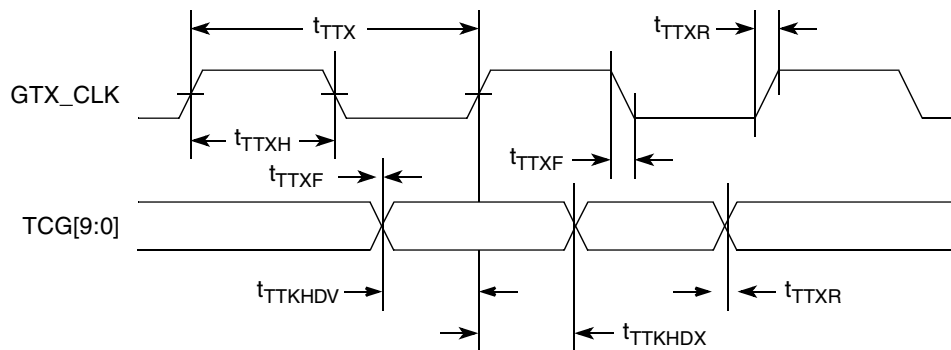 tTTX
tTTXR
GTX_CLK
tTTXH
tTTXF
tTTXF
TCG[9:0]
tTTKHDV
tTTXR
tTTKHDX